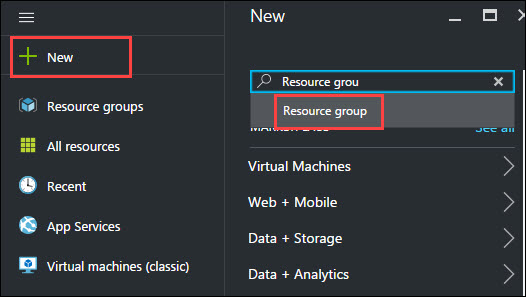 New
New
Resource grou
Resource group
See all
Resource groups
All resources
Recent
App Services
Virtual machines (classic)
Virtual Machines
Web + Mobile
Data + Storage
Data + Analytics